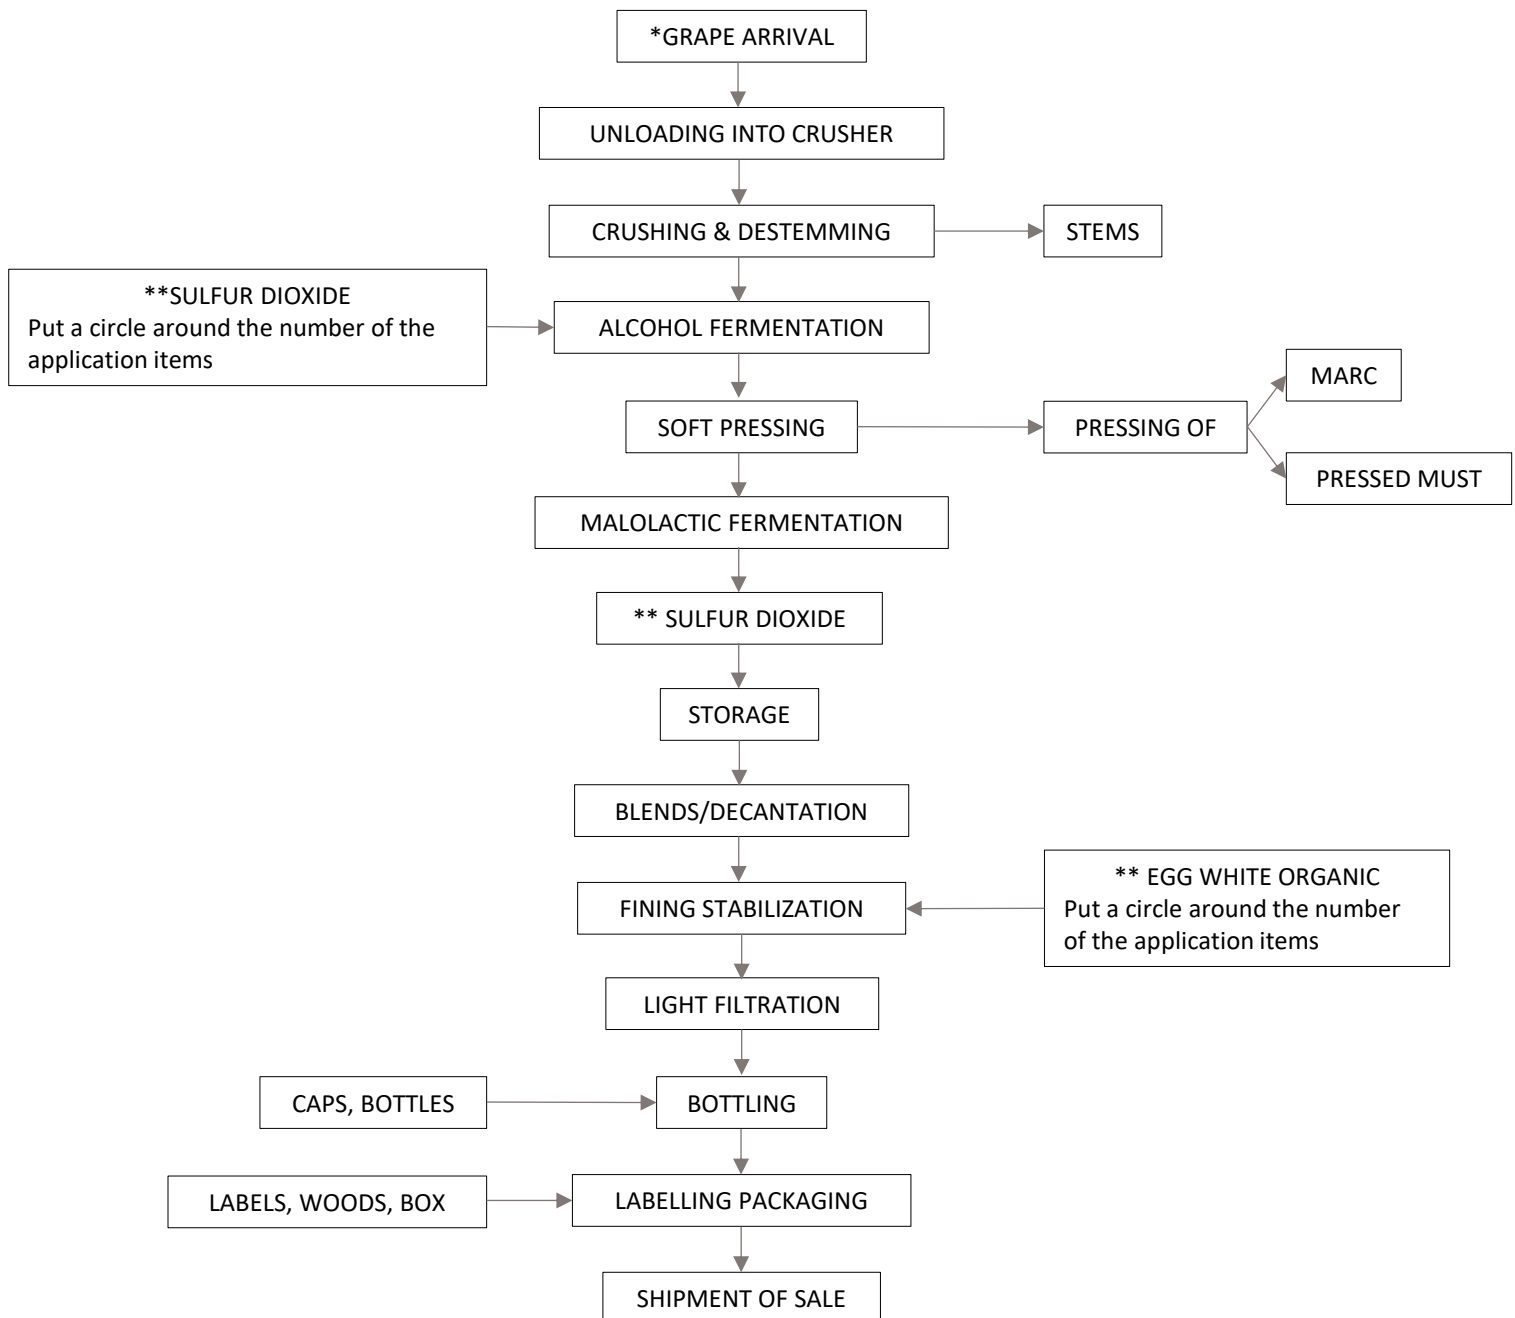 *GRAPE ARRIVAL
UNLOADING INTO CRUSHER
CRUSHING & DESTEMMING
STEMS
**SULFUR DIOXIDE
Put a circle around the number of the
application items
ALCOHOL FERMENTATION
SOFT PRESSING
PRESSING OF
MARC
PRESSED MUST
MALOLACTIC FERMENTATION
** SULFUR DIOXIDE
STORAGE
BLENDS/DECANTATION
FINING STABILIZATION
** EGG WHITE ORGANIC
Put a circle around the number
of the application items
LIGHT FILTRATION
CAPS, BOTTLES
BOTTLING
LABELS, WOODS, BOX
LABELLING PACKAGING
SHIPMENT OF SALE